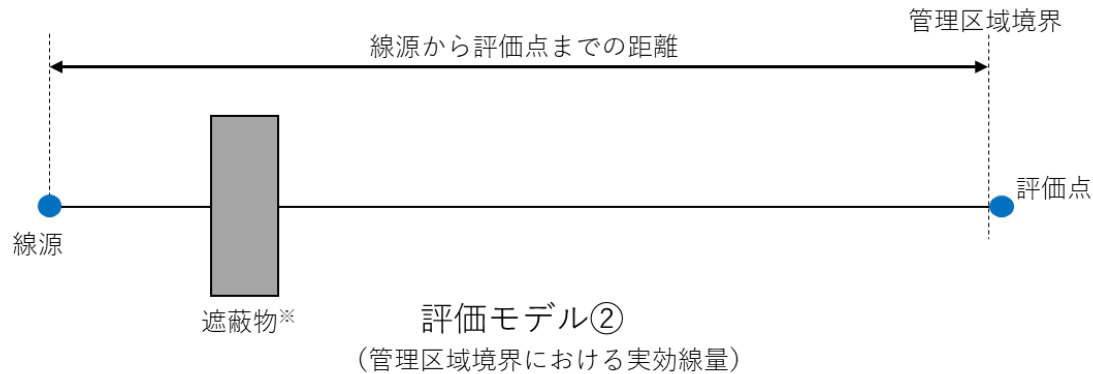 管理区域境界
線源から評価点までの距離
評価点
線源
遮蔽物※
評価モデル②
（管理区域境界における実効線量）